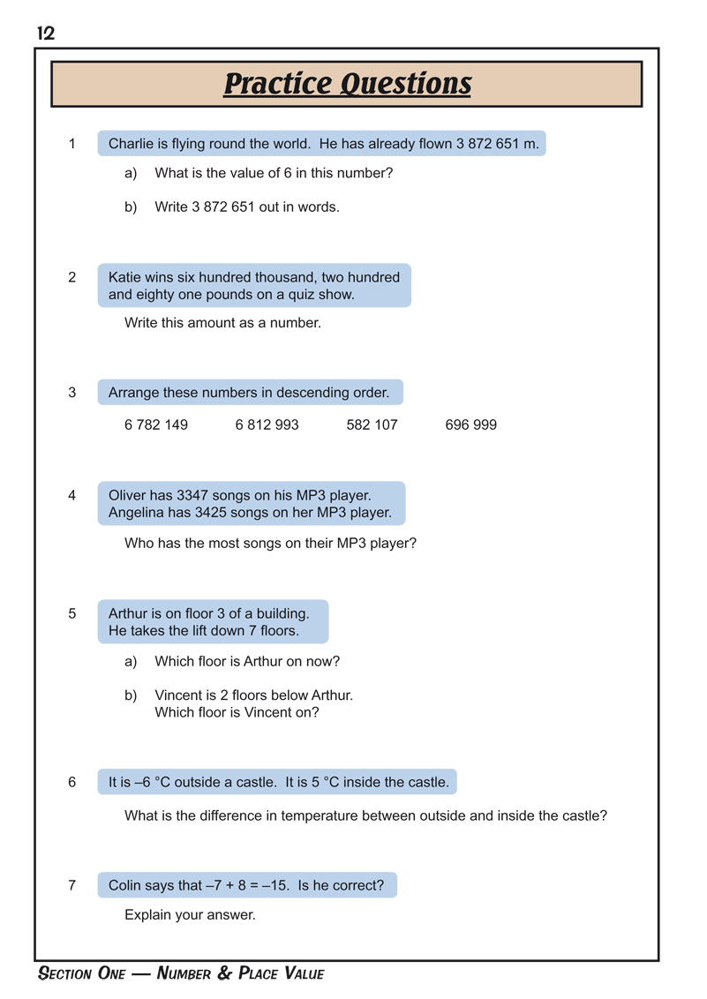 12
Practice Questions
1 Charlie is flying round the world. He has already flown 3 872 651 m.
a) What is the value of 6 in this number?
b) Write 3 872 651 out in words.
2 Katie wins six hundred thousand, two hundred
and eighty one pounds on a quiz show.
Write this amount as a number.
3 Arrange these numbers in descending order.
6 782 149 6 812 993 582 107 696 999
4 Oliver has 3347 songs on his MP3 player.
Angelina has 3425 songs on her MP3 player.
Who has the most songs on their MP3 player?
5 Arthur is on floor 3 of a building.
He takes the lift down 7 floors.
a) Which floor is Arthur on now?
b) Vincent is 2 floors below Arthur.
Which floor is Vincent on?
6 It is –6 °C outside a castle. It is 5 °C inside the castle.
What is the difference in temperature between outside and inside the castle?
7 Colin says that –7 + 8 = –15. Is he correct?
Explain your answer.
Section One — Number & Place Value